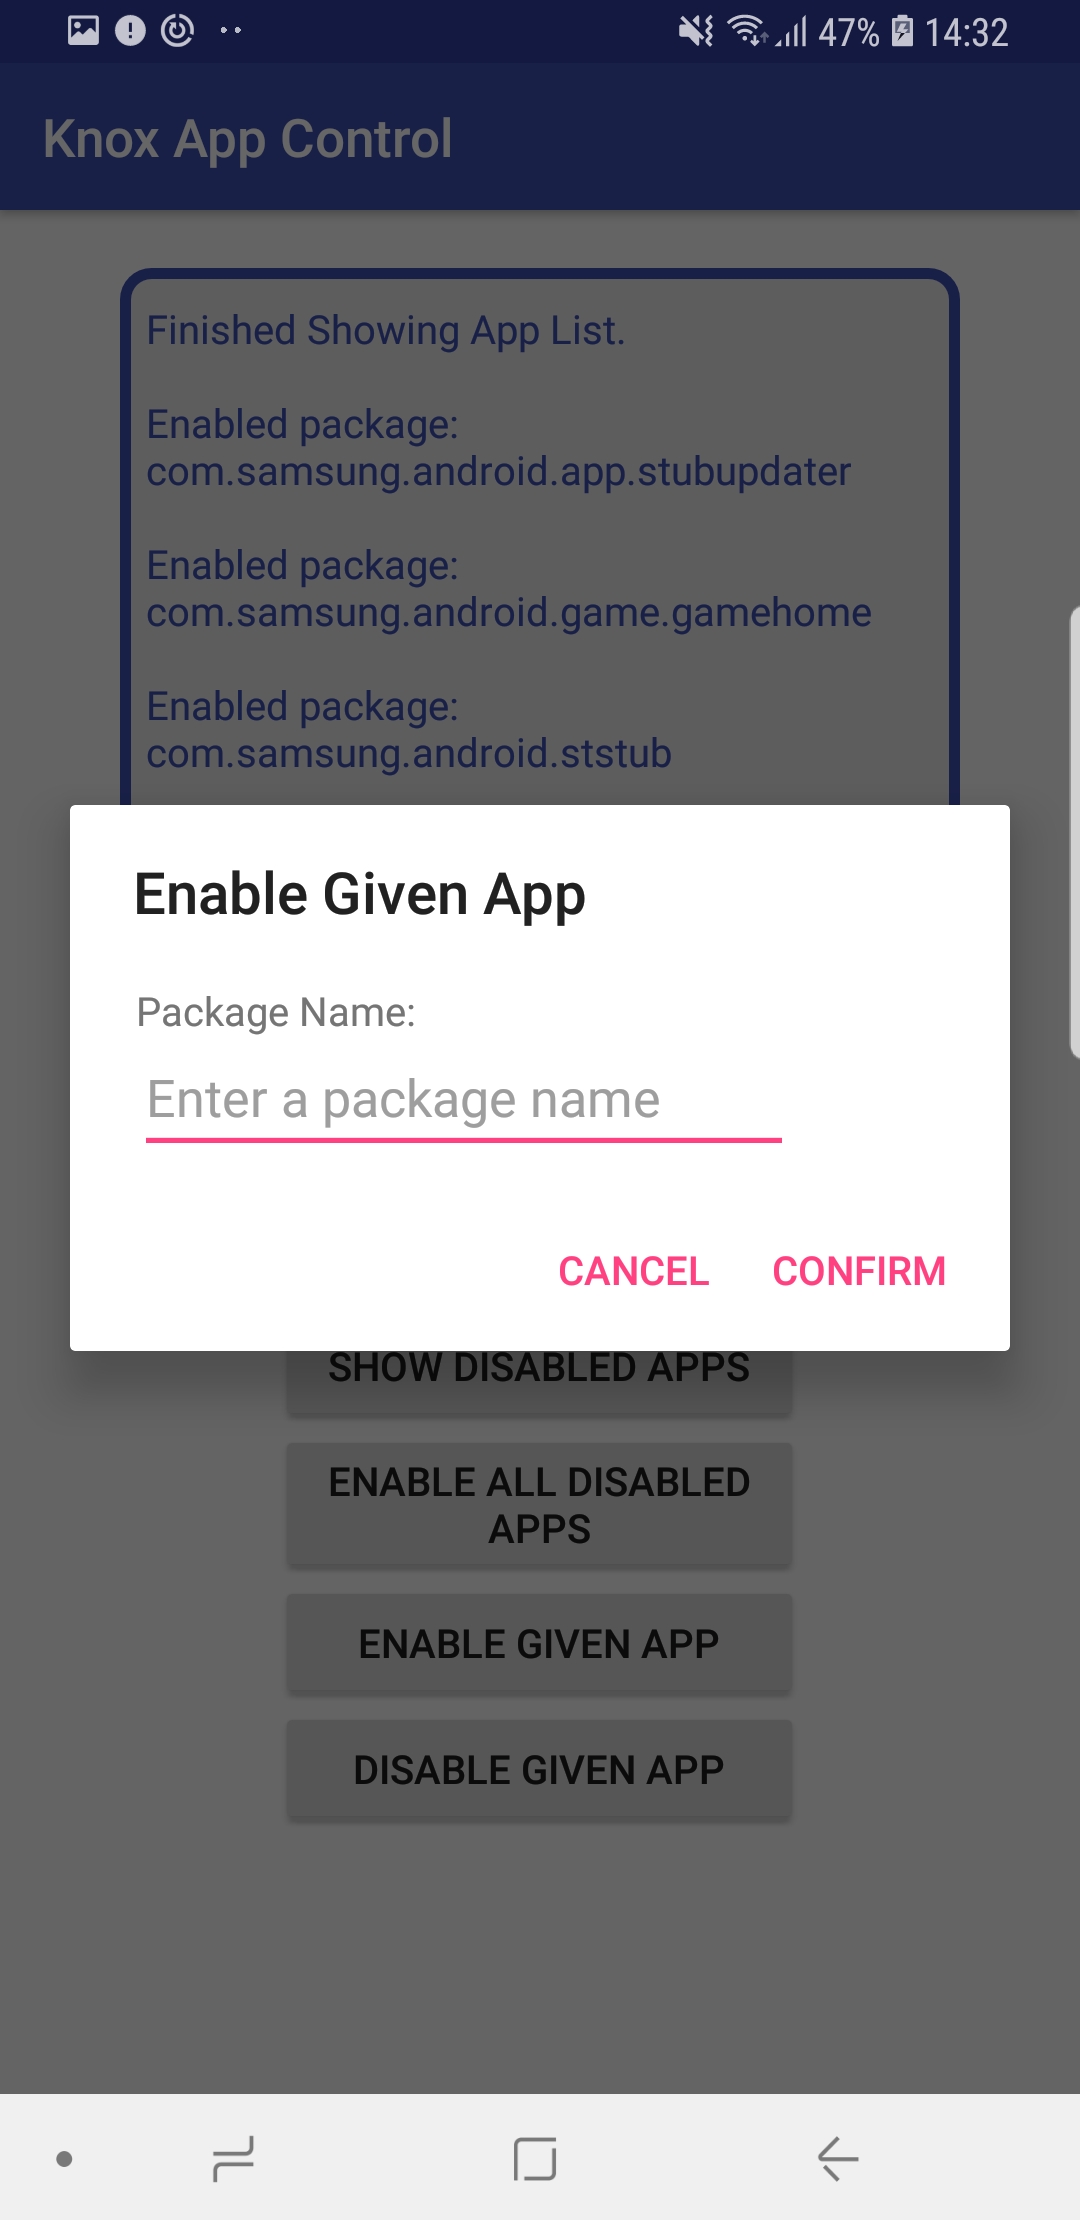 47% 14:32
Knox App Control
Finished Showing App List.
Enabled package:
com.samsung.android.app.stubupdater
Enabled package:
com.samsung.android.game.gamehome
Enabled package:
com.samsung.android.ststub
Enable Given App
Package Name:
Enter a package name
CANCEL CONFIRM
SHOW DISABLED APPS
ENABLE ALL DISABLED
APPS
ENABLE GIVEN APP
DISABLE GIVEN APP